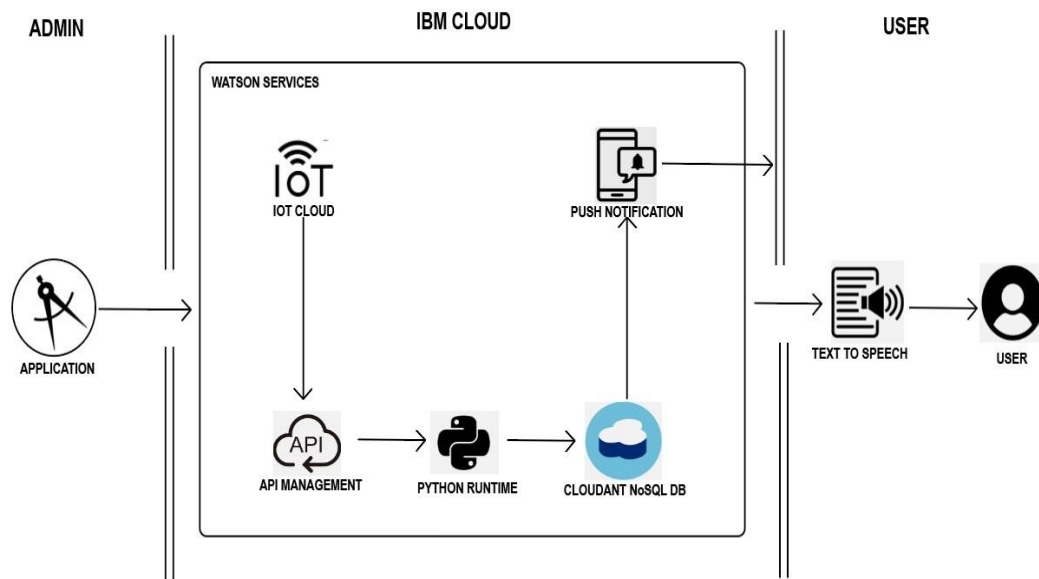 ADMIN
IBM CLOUD
USER
WATSON SERVICES
IoT
IOT CLOUD
PUSH NOTIFICATION
APPLICATION
TEXT TO SPEECH
USER
API
API MANAGEMENT
PYTHON RUNTIME
CLOUDANT NoSQL DB